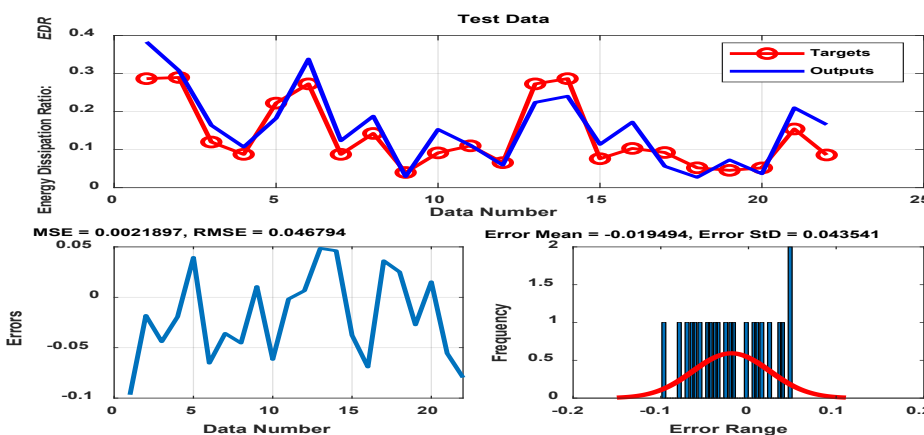 Test Data
Energy Dissipation Ratio: EDR
0.4
0.3
0.2
0.1
0
Targets
Outputs
0 5 10 15 20 25
Data Number
MSE = 0.0021897, RMSE = 0.046794
Errors
0.05
0
-0.05
-0.1
0 5 10 15 20
Data Number
Error Mean = -0.019494, Error StD = 0.043541
Frequency
2
1.5
1
0.5
0
-0.2 -0.1 0 0.1 0.2
Error Range